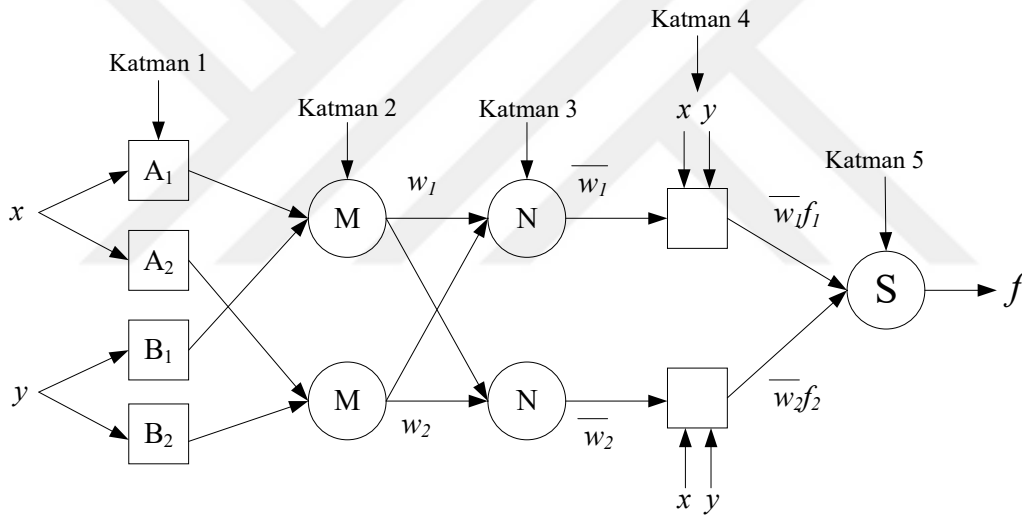 Katman 4
Katman 1
Katman 2
Katman 3
x y
Katman 5
A₁
x
M
w₁
N
w̅₁
w̅₁f₁
A₂
S
f
B₁
y
M
w₂
N
w̅₂
w̅₂f₂
B₂
x y